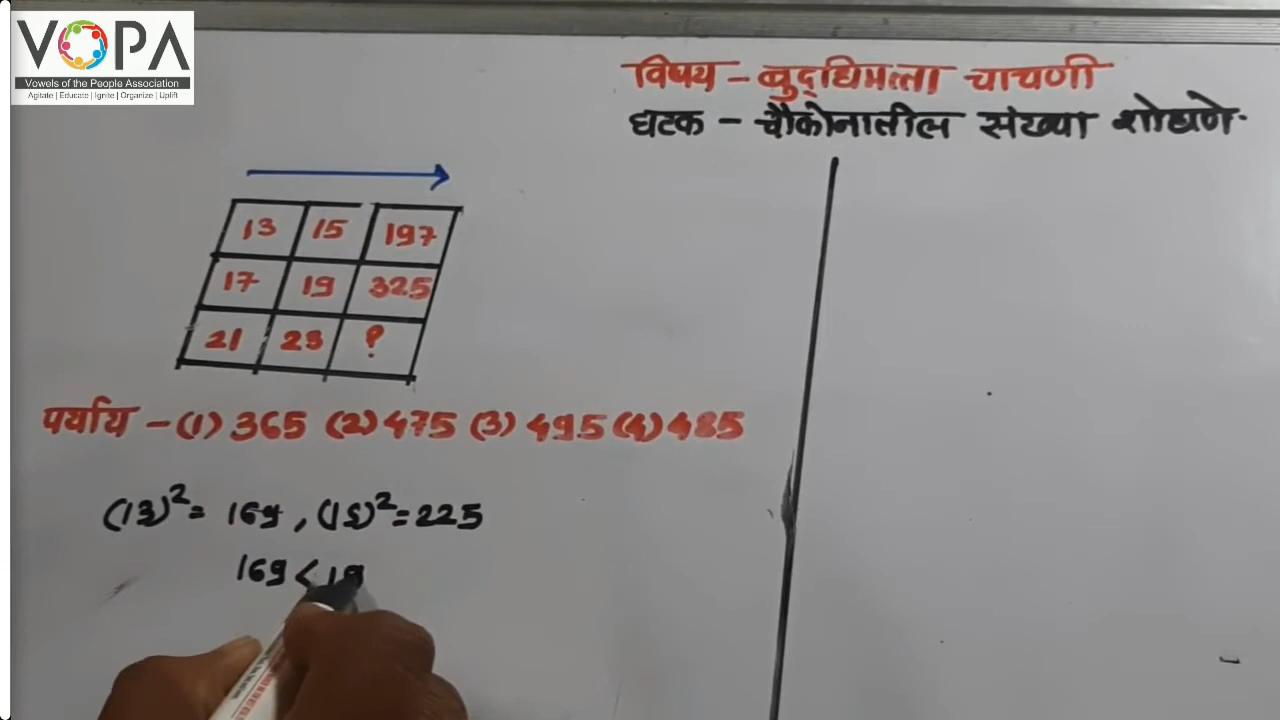 VOPA
Vowels of the People Association
Agitate | Educate | Ignite | Organize | Uplift
विषय - बुद्धिमत्ता चाचणी
घटक - चौकोनातील संख्या शोधणे.
13 15 197
17 19 325
21 23 ?
पर्याय - (1) 365 (2) 475 (3) 495 (4) 485
(13)² = 169, (15)² = 225
169 < 19